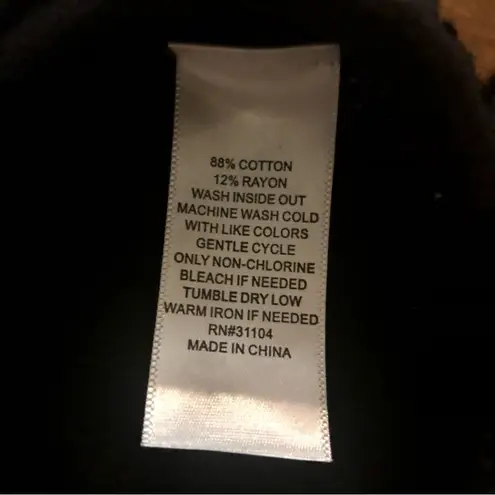 88% COTTON
12% RAYON
WASH INSIDE OUT
MACHINE WASH COLD
WITH LIKE COLORS
GENTLE CYCLE
ONLY NON-CHLORINE
BLEACH IF NEEDED
TUMBLE DRY LOW
WARM IRON IF NEEDED
RN#31104
MADE IN CHINA